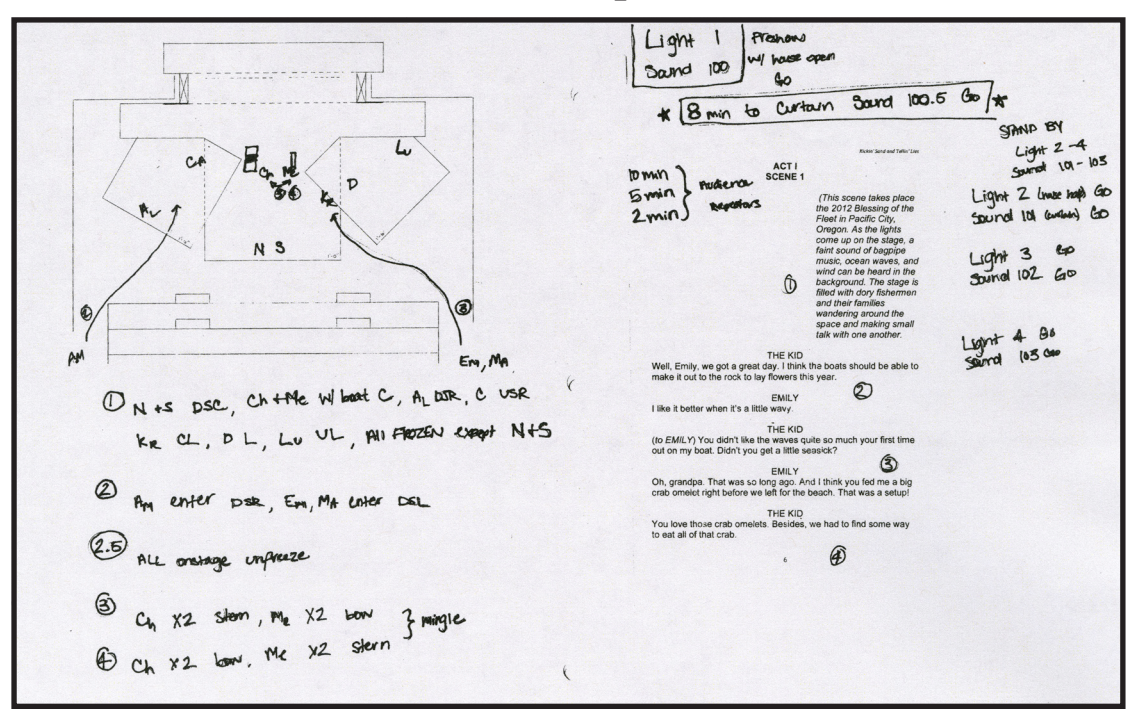 CA
Ch
Me
Lu
D
KR
AL
N S
②
③
③ ④
AM
Em, MA
① N +S DSC, Ch +Me w/ boat C, AL DSR, C USR
KR CL, D L, Lu UL, All FROZEN except N+S
② AM enter DSR, Em, MA enter DSL
2.5 ALL onstage unfreeze
③ Ch X2 stern, Me X2 bow } mingle
④ Ch X2 bow, Me X2 stern
Light 1 Preshow
Sound 100 w/ house open
Go
* 8 min to Curtain Sound 100.5 Go *
STAND BY
Light 2-4
Sound 101-103
Kickin' Sand and Tellin' Lies
10 min
5 min } Audience
2 min
ACT I
SCENE 1
Light 2 (house half) Go
Sound 101 (curtain) Go
Light 3 Go
Sound 102 Go
Light 4 Go
Sound 103 Go
①
(This scene takes place
the 2012 Blessing of the
Fleet in Pacific City,
Oregon. As the lights
come up on the stage, a
faint sound of bagpipe
music, ocean waves, and
wind can be heard in the
background. The stage is
filled with dory fishermen
and their families
wandering around the
space and making small
talk with one another.
THE KID
Well, Emily, we got a great day. I think the boats should be able to
make it out to the rock to lay flowers this year.
②
EMILY
I like it better when it's a little wavy.
THE KID
(to EMILY) You didn't like the waves quite so much your first time
out on my boat. Didn't you get a little seasick?
③
EMILY
Oh, grandpa. That was so long ago. And I think you fed me a big
crab omelet right before we left for the beach. That was a setup!
THE KID
You love those crab omelets. Besides, we had to find some way
to eat all of that crab.
④
6